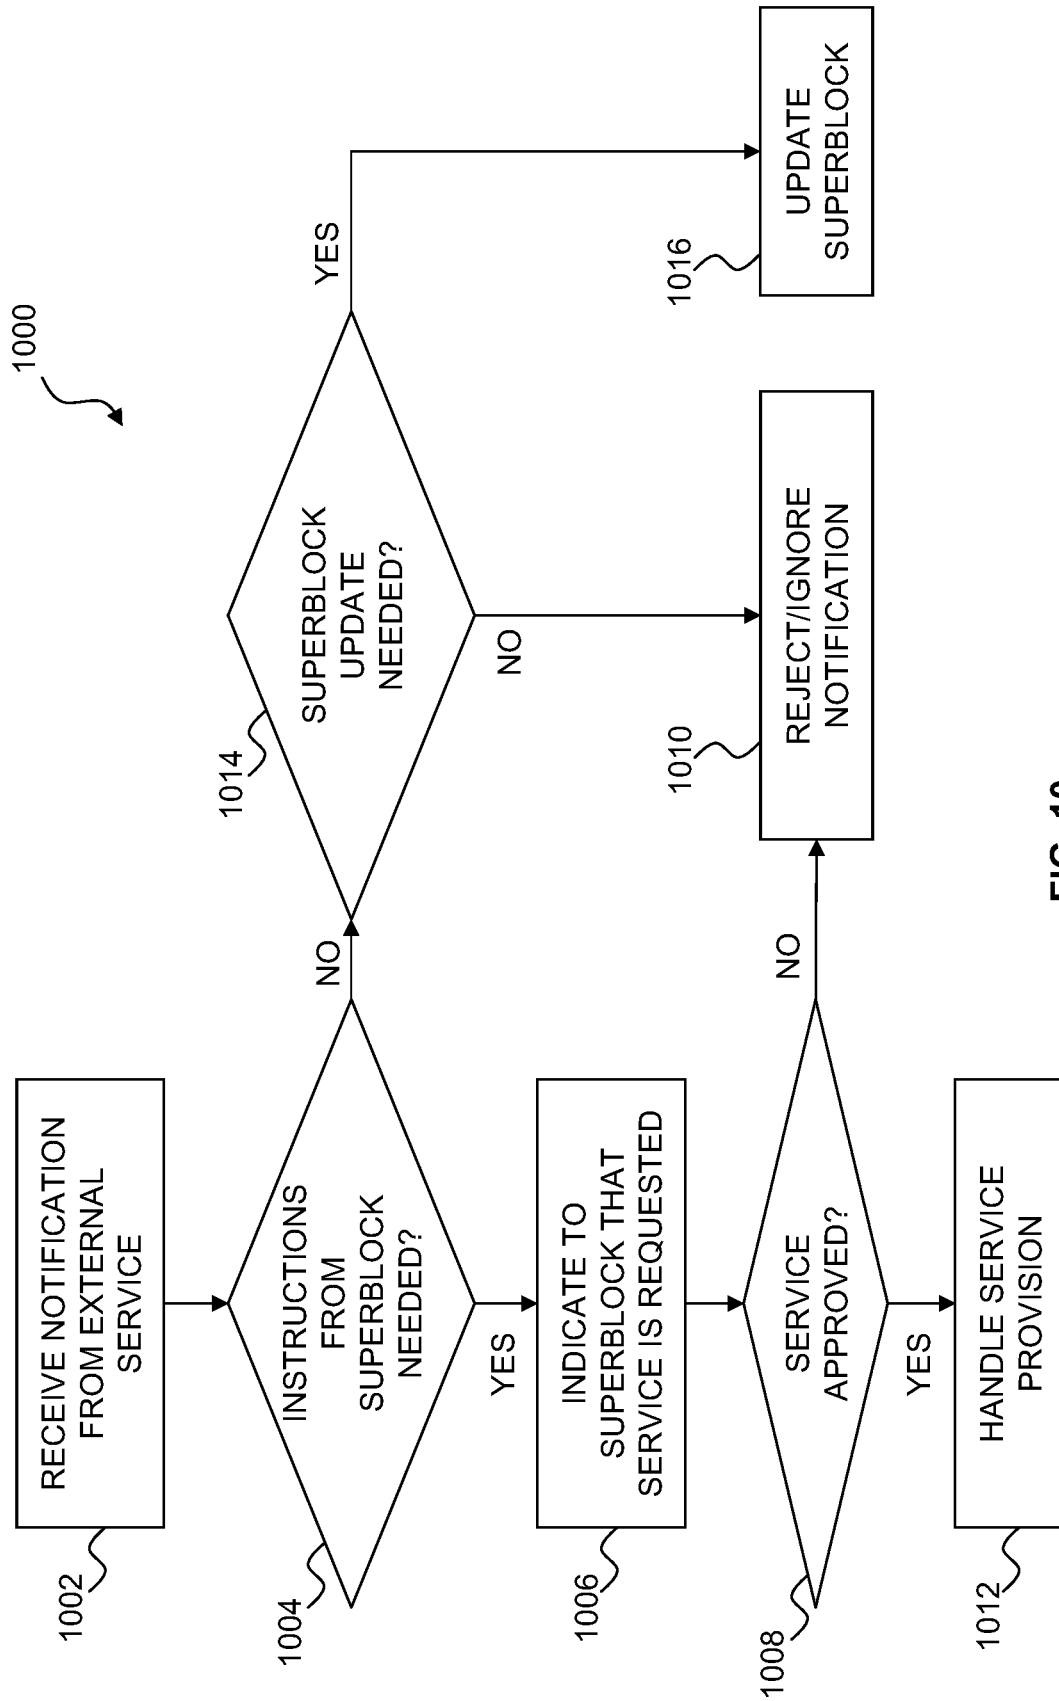 1000
RECEIVE NOTIFICATION
FROM EXTERNAL
SERVICE
1002
INSTRUCTIONS
FROM
SUPERBLOCK
NEEDED?
1004
NO
YES
SUPERBLOCK
UPDATE
NEEDED?
1014
YES
NO
INDICATE TO
SUPERBLOCK THAT
SERVICE IS REQUESTED
1006
SERVICE
APPROVED?
1008
NO
YES
REJECT/IGNORE
NOTIFICATION
1010
UPDATE
SUPERBLOCK
1016
HANDLE SERVICE
PROVISION
1012
FIG. 10